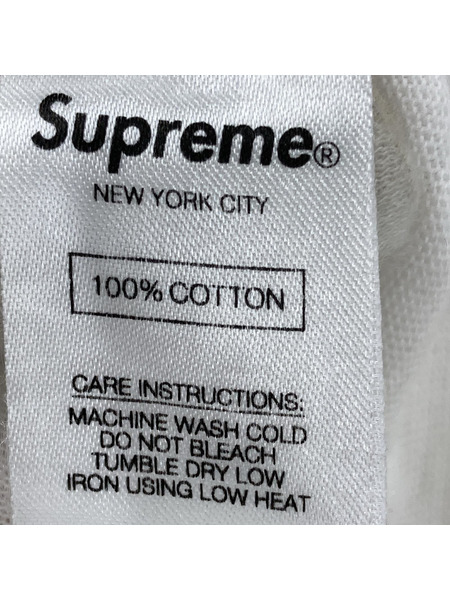 Supreme®
NEW YORK CITY
100% COTTON
CARE INSTRUCTIONS:
MACHINE WASH COLD
DO NOT BLEACH
TUMBLE DRY LOW
IRON USING LOW HEAT